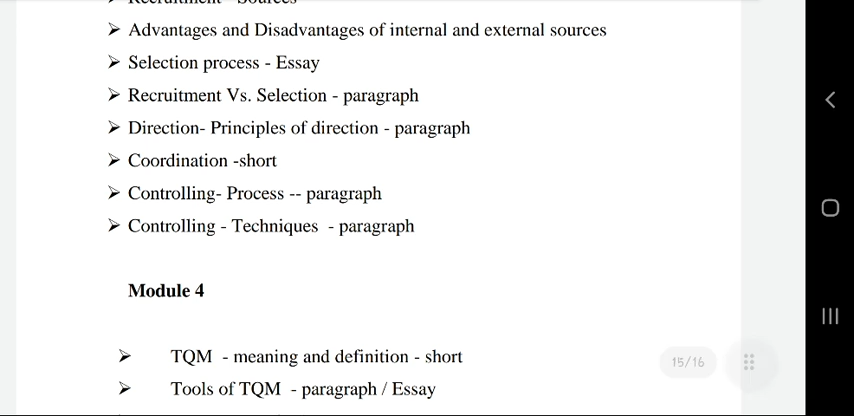 Recruitment - Sources
➢ Advantages and Disadvantages of internal and external sources
➢ Selection process - Essay
➢ Recruitment Vs. Selection - paragraph
➢ Direction- Principles of direction - paragraph
➢ Coordination -short
➢ Controlling- Process -- paragraph
➢ Controlling - Techniques - paragraph
Module 4
➢ TQM - meaning and definition - short
15/16
➢ Tools of TQM - paragraph / Essay